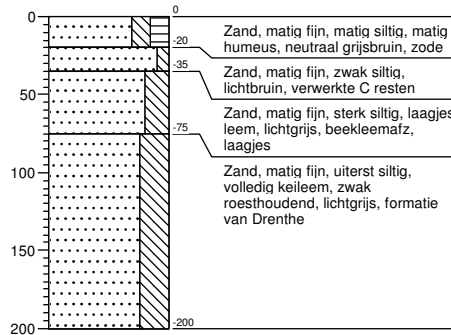 0
0
Zand, matig fijn, matig siltig, matig
humeus, neutraal grijsbruin, zode
-20
Zand, matig fijn, zwak siltig,
lichtbruin, verwerkte C resten
-35
50
Zand, matig fijn, sterk siltig, laagjes
leem, lichtgrijs, beekleemafz,
laagjes
-75
Zand, matig fijn, uiterst siltig,
volledig keileem, zwak
roesthoudend, lichtgrijs, formatie
van Drenthe
100
150
200
-200